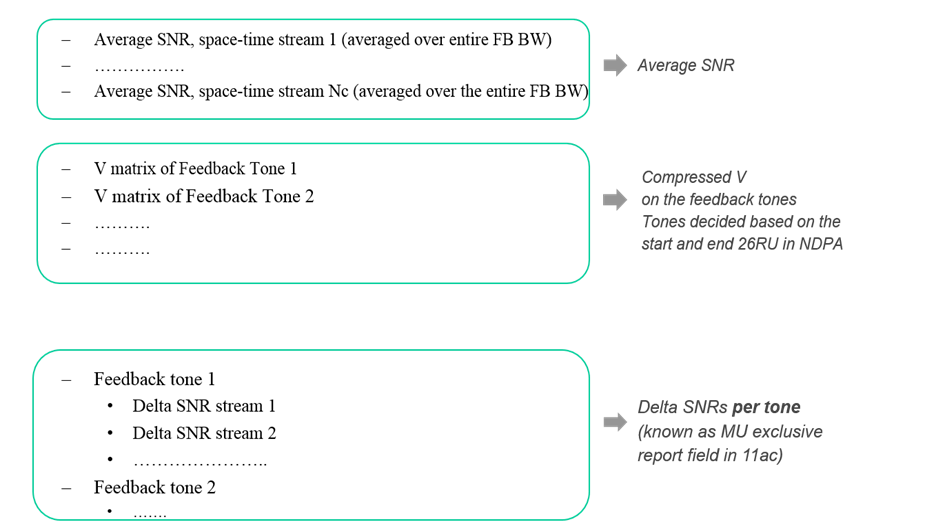 – Average SNR, space-time stream 1 (averaged over entire FB BW)
– …………….
– Average SNR, space-time stream Nc (averaged over the entire FB BW)
Average SNR
– V matrix of Feedback Tone 1
– V matrix of Feedback Tone 2
– ……….
– ……….
Compressed V
on the feedback tones
Tones decided based on the
start and end 26RU in NDPA
– Feedback tone 1
• Delta SNR stream 1
• Delta SNR stream 2
• …………………..
– Feedback tone 2
• …….
Delta SNRs per tone
(known as MU exclusive
report field in 11ac)